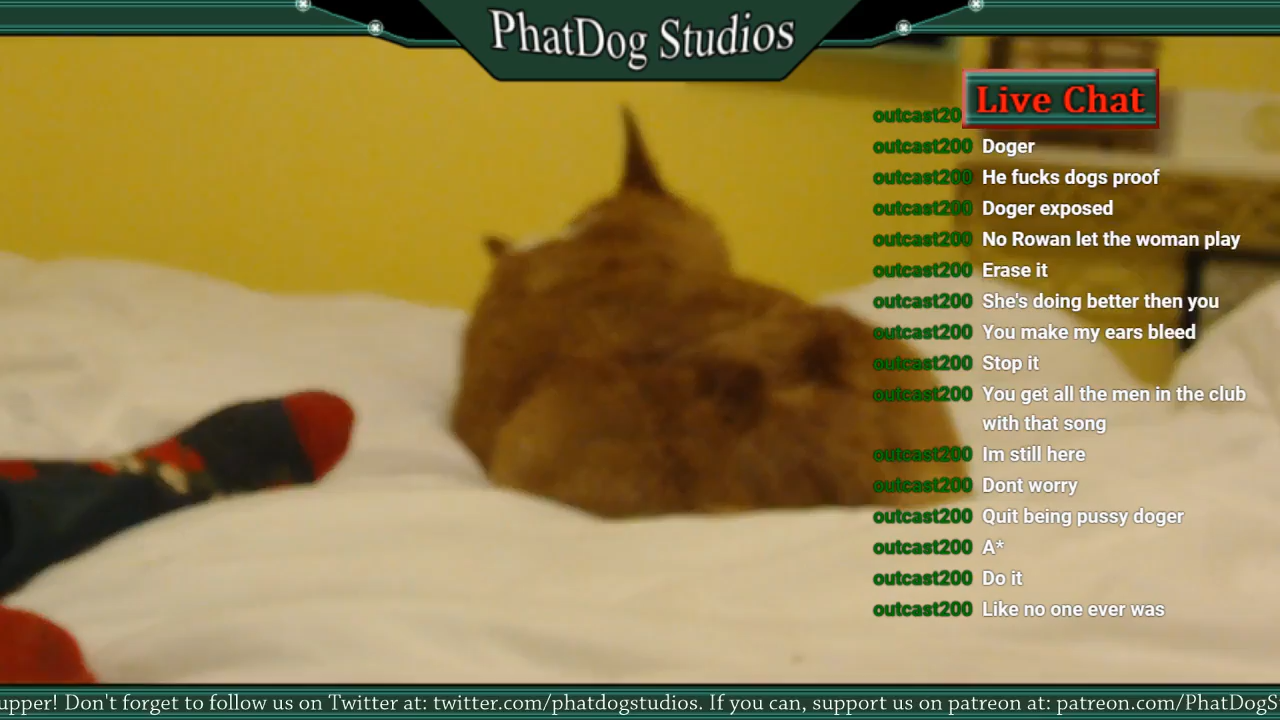 PhatDog Studios
Live Chat
outcast20
outcast200 Doger
outcast200 He fucks dogs proof
outcast200 Doger exposed
outcast200 No Rowan let the woman play
outcast200 Erase it
outcast200 She's doing better then you
outcast200 You make my ears bleed
outcast200 Stop it
outcast200 You get all the men in the club
with that song
outcast200 Im still here
outcast200 Dont worry
outcast200 Quit being pussy doger
outcast200 A*
outcast200 Do it
outcast200 Like no one ever was
upper! Don't forget to follow us on Twitter at: twitter.com/phatdogstudios. If you can, support us on patreon at: patreon.com/PhatDogS